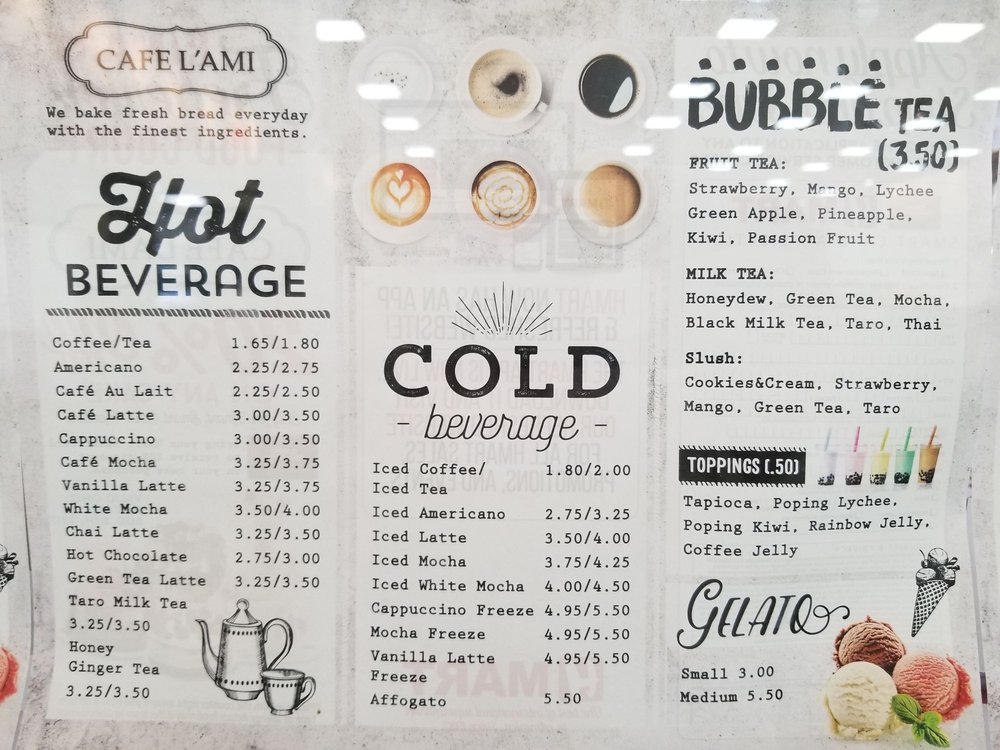 CAFE L'AMI
We bake fresh bread everyday
with the finest ingredients.
Hot
BEVERAGE
Coffee/Tea 1.65/1.80
Americano 2.25/2.75
Café Au Lait 2.25/2.50
Café Latte 3.00/3.50
Cappuccino 3.00/3.50
Café Mocha 3.25/3.75
Vanilla Latte 3.25/3.75
White Mocha 3.50/4.00
Chai Latte 3.25/3.50
Hot Chocolate 2.75/3.00
Green Tea Latte 3.25/3.50
Taro Milk Tea
3.25/3.50
Honey
Ginger Tea
3.25/3.50
COLD
- beverage -
Iced Coffee/ 1.80/2.00
Iced Tea
Iced Americano 2.75/3.25
Iced Latte 3.50/4.00
Iced Mocha 3.75/4.25
Iced White Mocha 4.00/4.50
Cappuccino Freeze 4.95/5.50
Mocha Freeze 4.95/5.50
Vanilla Latte 4.95/5.50
Freeze
Affogato 5.50
BUBBLE TEA
(3.50)
FRUIT TEA:
Strawberry, Mango, Lychee
Green Apple, Pineapple,
Kiwi, Passion Fruit
MILK TEA:
Honeydew, Green Tea, Mocha,
Black Milk Tea, Taro, Thai
Slush:
Cookies&Cream, Strawberry,
Mango, Green Tea, Taro
TOPPINGS (.50)
Tapioca, Poping Lychee,
Poping Kiwi, Rainbow Jelly,
Coffee Jelly
GELATO
Small 3.00
Medium 5.50